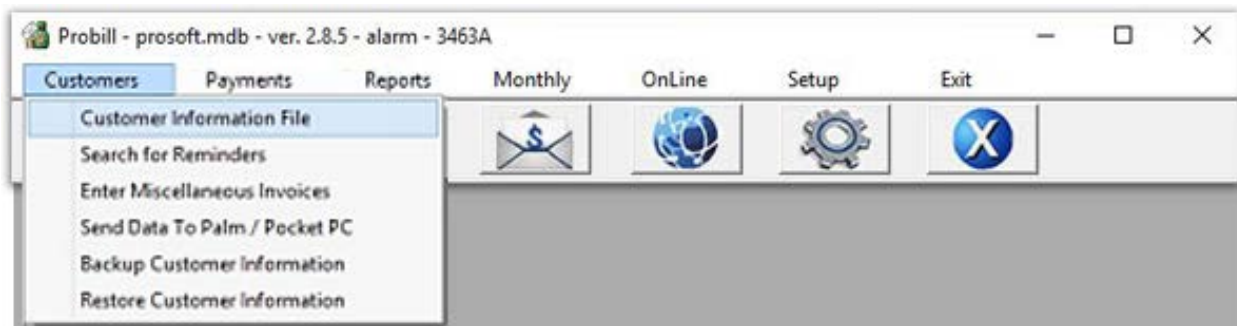 Probill - prosoft.mdb - ver. 2.8.5 - alarm - 3463A
Customers Payments Reports Monthly OnLine Setup Exit
Customer Information File
Search for Reminders
Enter Miscellaneous Invoices
Send Data To Palm / Pocket PC
Backup Customer Information
Restore Customer Information
$
X